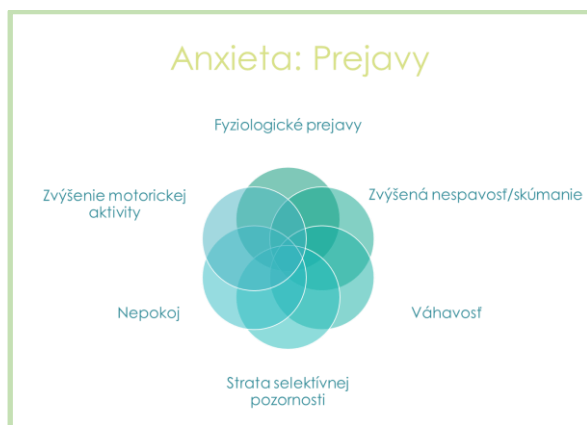 Anxieta: Prejavy
Fyziologické prejavy
Zvýšenie motorickej
aktivity
Zvýšená nespavosť/skúmanie
Nepokoj
Váhavosť
Strata selektívnej
pozornosti